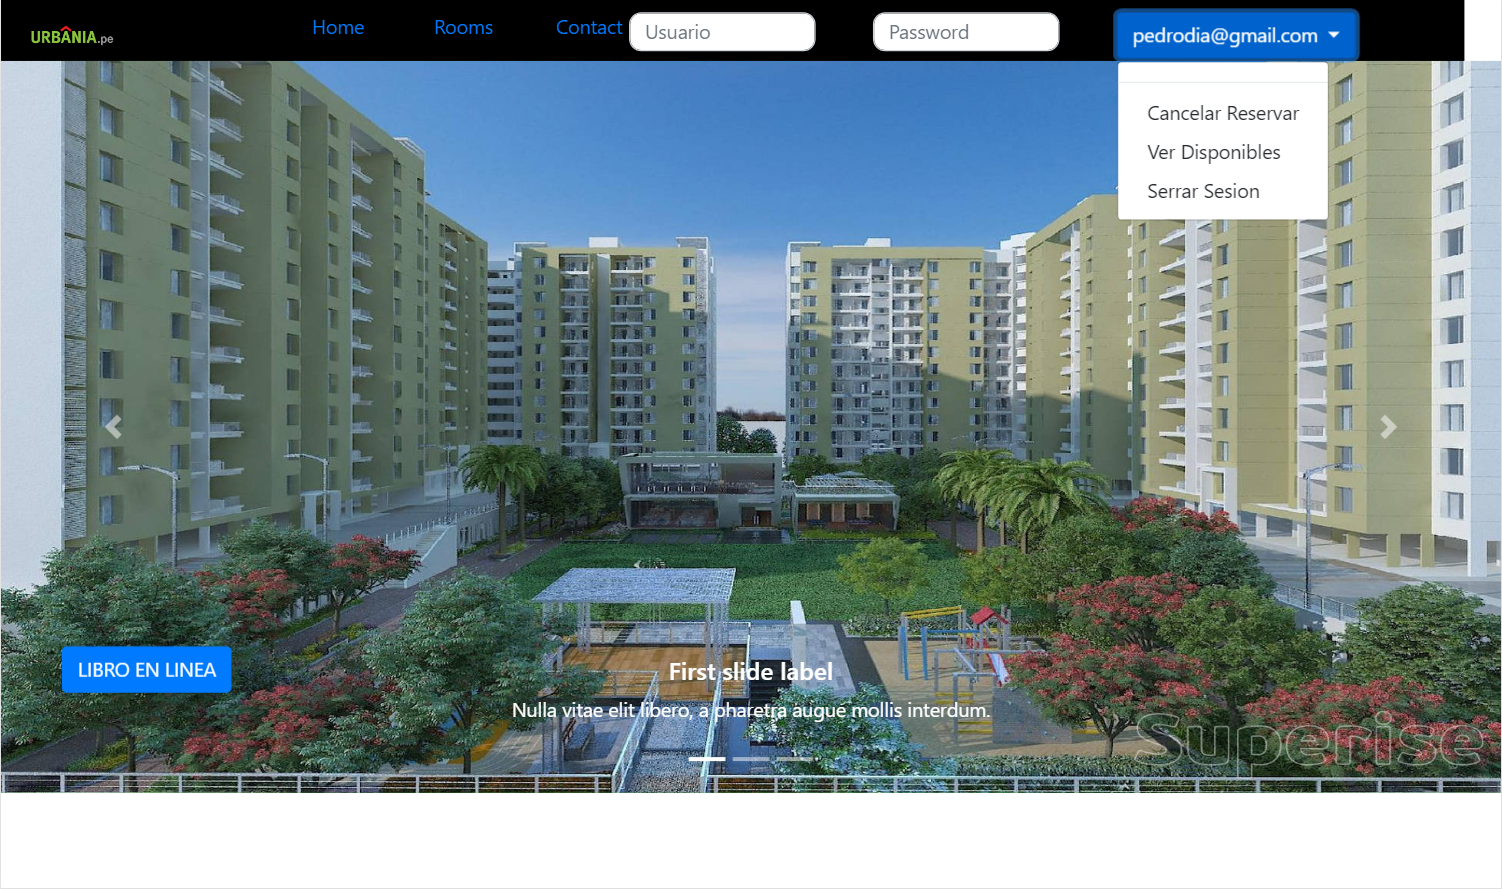 URBANIA.pe
Home
Rooms
Contact
Usuario
Password
pedrodia@gmail.com
Cancelar Reservar
Ver Disponibles
Serrar Sesion
LIBRO EN LINEA
First slide label
Nulla vitae elit libero, a pharetra augue mollis interdum.
Superise